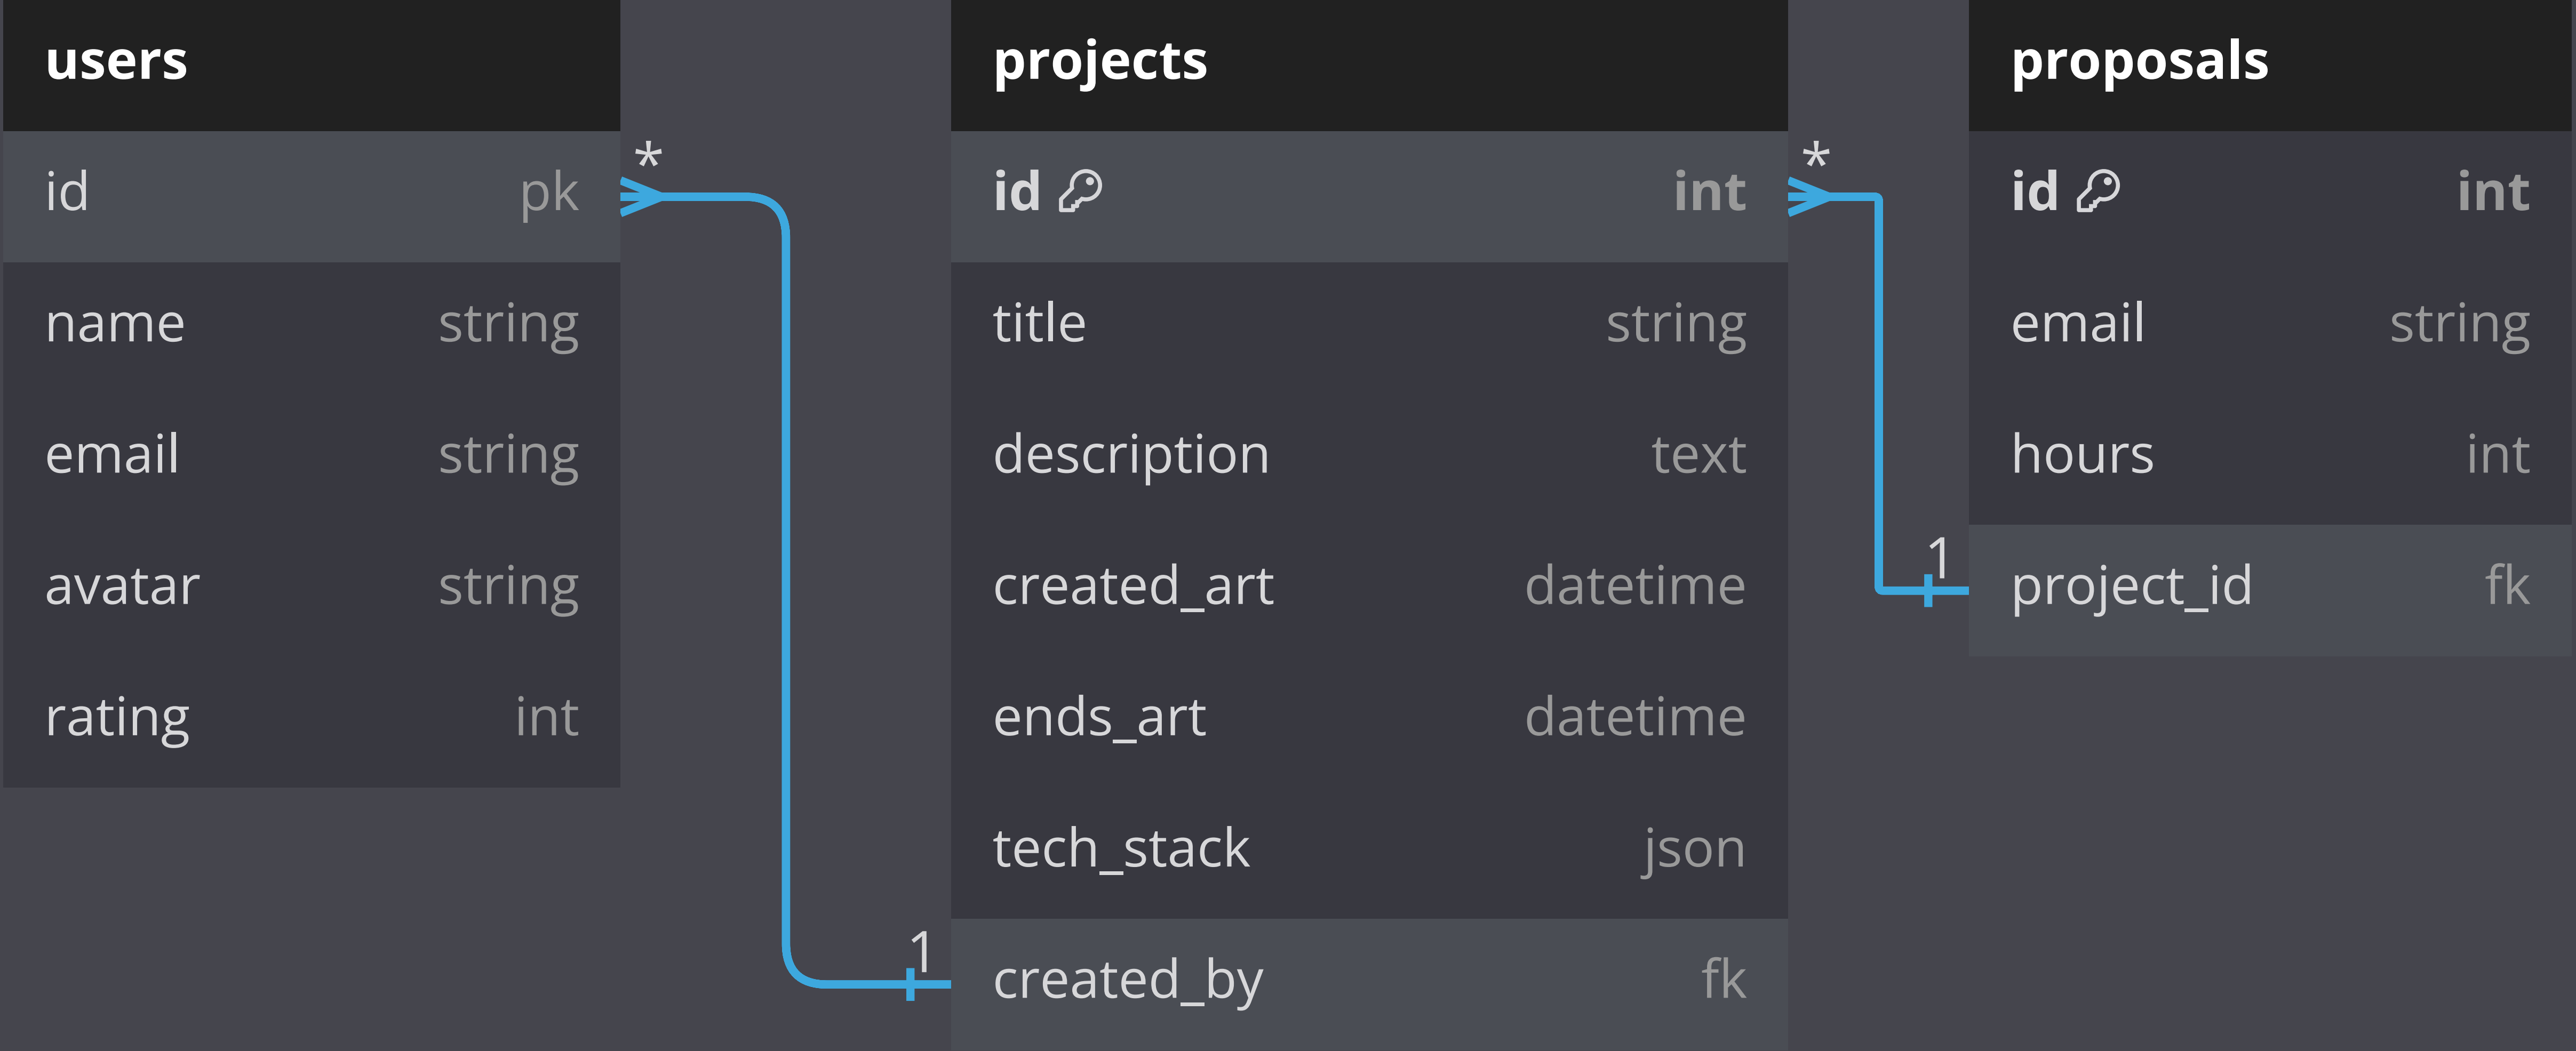 users
id pk
name string
email string
avatar string
rating int
*
1
projects
id int
title string
description text
created_art datetime
ends_art datetime
tech_stack json
created_by fk
*
1
proposals
id int
email string
hours int
project_id fk